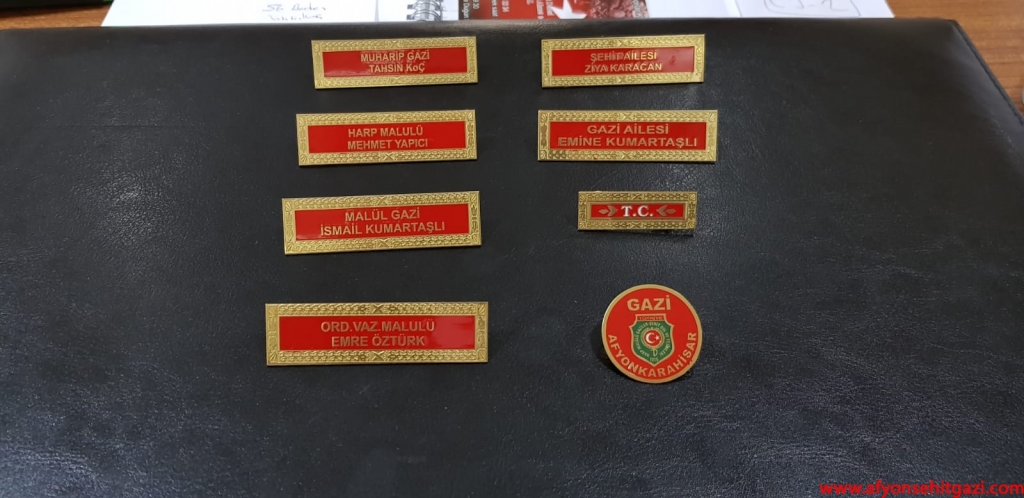 MUHARİP GAZİ
TAHSİN KoÇ
ŞEHİT AİLESİ
ZİYA KARACAN
HARP MALULÜ
MEHMET YAPICI
GAZİ AİLESİ
EMİNE KUMARTAŞLI
MALÜL GAZİ
İSMAİL KUMARTAŞLI
T.C.
ORD.VAZ.MALULÜ
EMRE ÖZTÜRK
GAZİ
AFYONKARAHİSAR
www.afyonsehitgazi.com